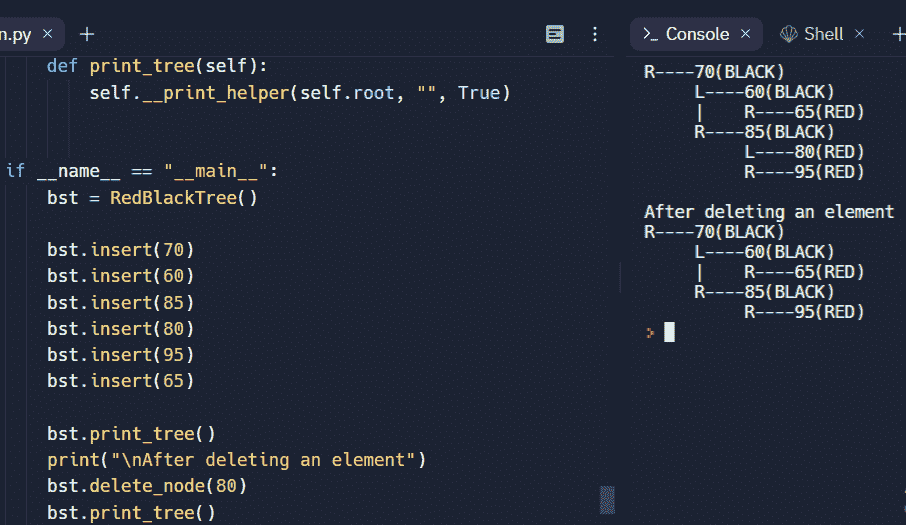 n.py × +
def print_tree(self):
self.__print_helper(self.root, "", True)
if __name__ == "__main__":
bst = RedBlackTree()
bst.insert(70)
bst.insert(60)
bst.insert(85)
bst.insert(80)
bst.insert(95)
bst.insert(65)
bst.print_tree()
print("\nAfter deleting an element")
bst.delete_node(80)
bst.print_tree()
>_ Console × Shell × +
R----70(BLACK)
L----60(BLACK)
|    R----65(RED)
R----85(BLACK)
L----80(RED)
R----95(RED)
After deleting an element
R----70(BLACK)
L----60(BLACK)
|    R----65(RED)
R----85(BLACK)
R----95(RED)
>